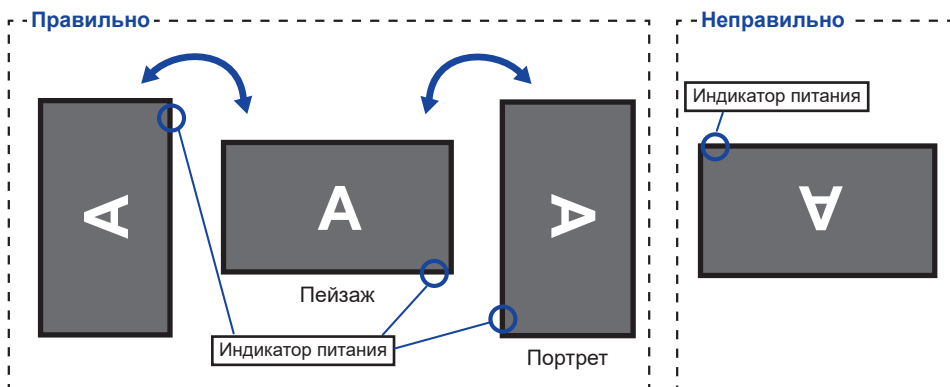 Правильно
Неправильно
Индикатор питания
A
A
A
A
Пейзаж
Индикатор питания
Портрет